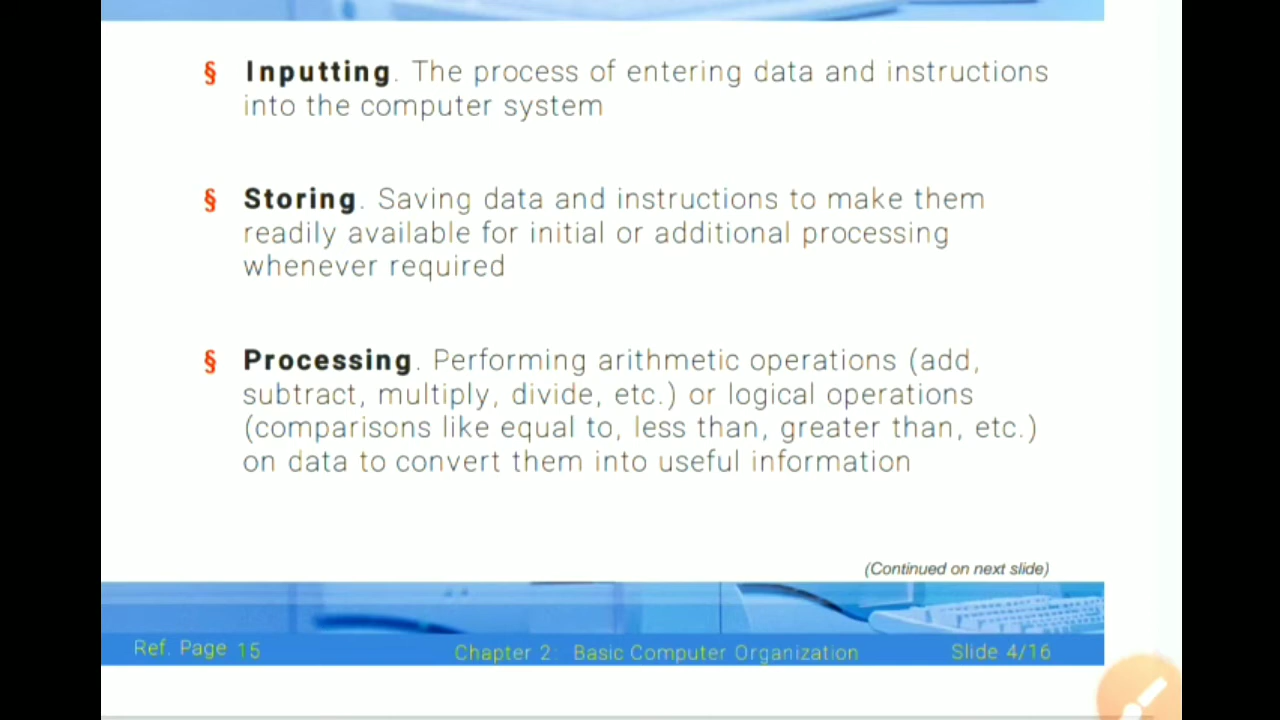 § Inputting. The process of entering data and instructions
into the computer system
§ Storing. Saving data and instructions to make them
readily available for initial or additional processing
whenever required
§ Processing. Performing arithmetic operations (add,
subtract, multiply, divide, etc.) or logical operations
(comparisons like equal to, less than, greater than, etc.)
on data to convert them into useful information
(Continued on next slide)
Ref. Page 15 Chapter 2: Basic Computer Organization Slide 4/16